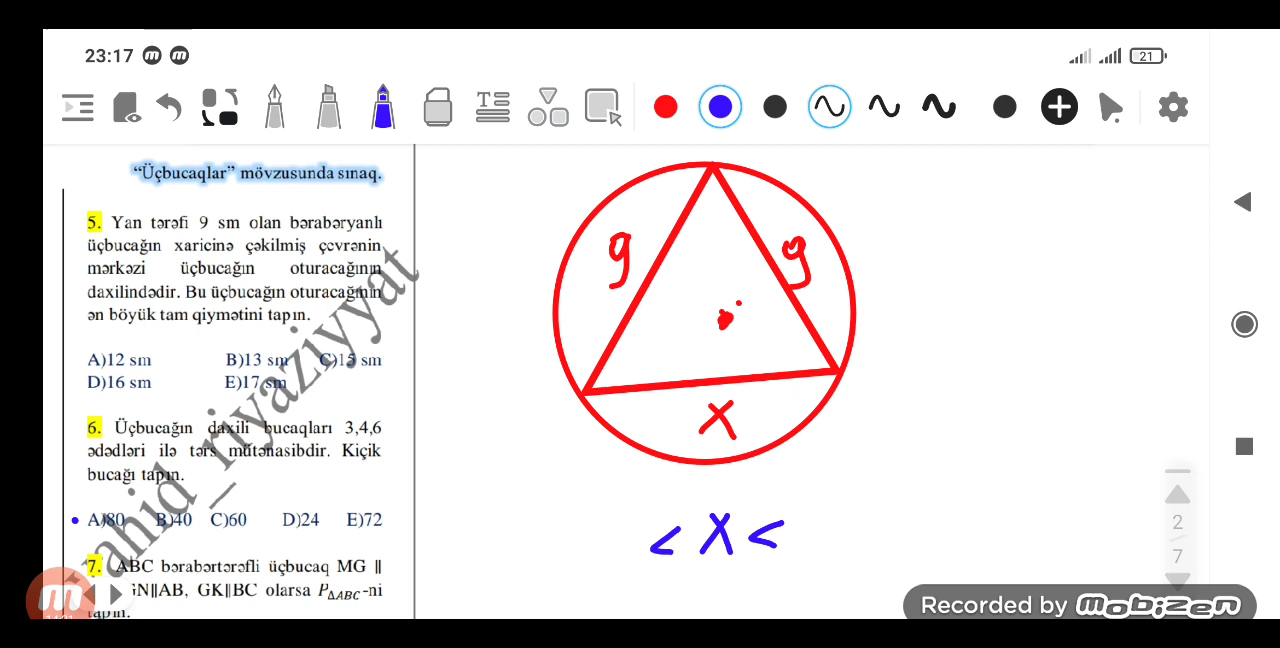 23:17
21
T
“Üçbucaqlar” mövzusunda sınaq.
5. Yan tərəfi 9 sm olan bərabəryanlı
üçbucağın xaricinə çəkilmiş çevrənin
mərkəzi üçbucağın oturacağının
daxilindədir. Bu üçbucağın oturacağının
ən böyük tam qiymətini tapın.
A)12 sm B)13 sm C)15 sm
D)16 sm E)17 sm
6. Üçbucağın daxili bucaqları 3,4,6
ədədləri ilə tərs mütənasibdir. Kiçik
bucağı tapın.
A)80 B)40 C)60 D)24 E)72
7. ABC bərabərtərəfli üçbucaq MG ∥
GN∥AB, GK∥BC olarsa P△ABC-ni
tapın.
9 9
x
< x <
2
7
Recorded by mobizen